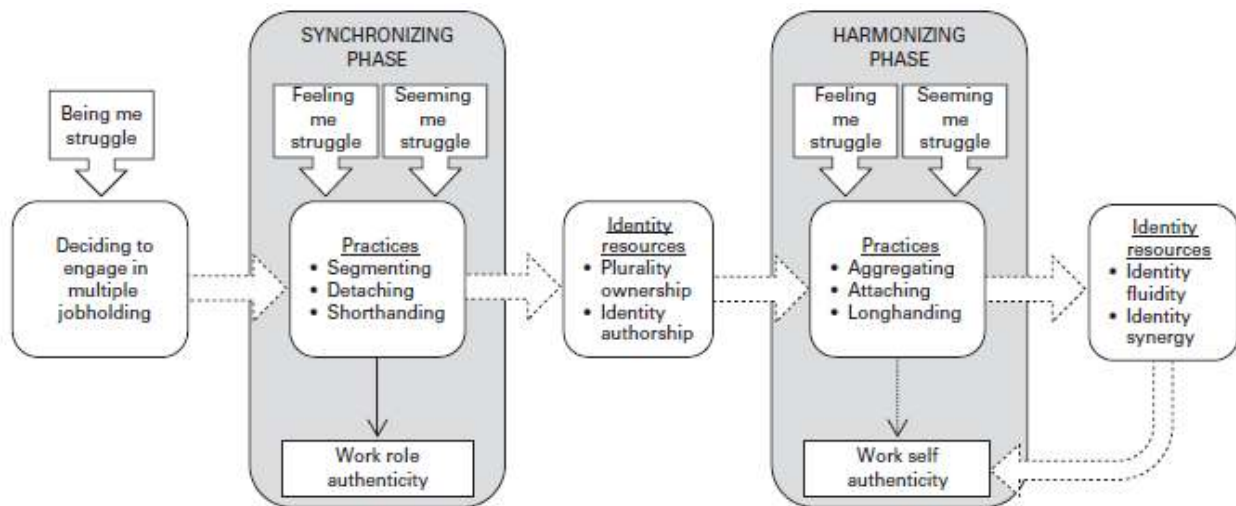 SYNCHRONIZING
PHASE
HARMONIZING
PHASE
Being me
struggle
Feeling
me
struggle
Seeming
me
struggle
Feeling
me
struggle
Seeming
me
struggle
Deciding to
engage in
multiple
jobholding
Practices
• Segmenting
• Detaching
• Shorthanding
Identity
resources
• Plurality
ownership
• Identity
authorship
Practices
• Aggregating
• Attaching
• Longhanding
Identity
resources
• Identity
fluidity
• Identity
synergy
Work role
authenticity
Work self
authenticity